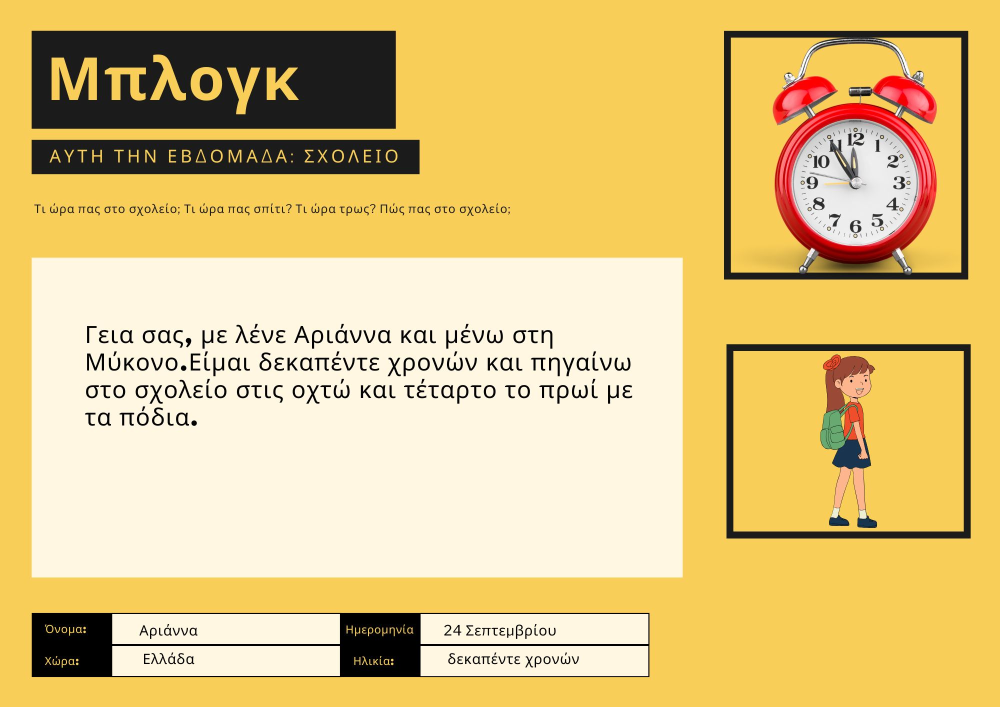 Μπλογκ
ΑΥΤΗ ΤΗΝ ΕΒΔΟΜΑΔΑ: ΣΧΟΛΕΙΟ
Τι ώρα πας στο σχολείο; Τι ώρα πας σπίτι? Τι ώρα τρως? Πώς πας στο σχολείο;
12
11 1
10 2
9 3
8 4
7 5
6
Γεια σας, με λένε Αριάννα και μένω στη
Μύκονο.Είμαι δεκαπέντε χρονών και πηγαίνω
στο σχολείο στις οχτώ και τέταρτο το πρωί με
τα πόδια.
Όνομα: Αριάννα Ημερομηνία 24 Σεπτεμβρίου
Χώρα: Ελλάδα Ηλικία: δεκαπέντε χρονών